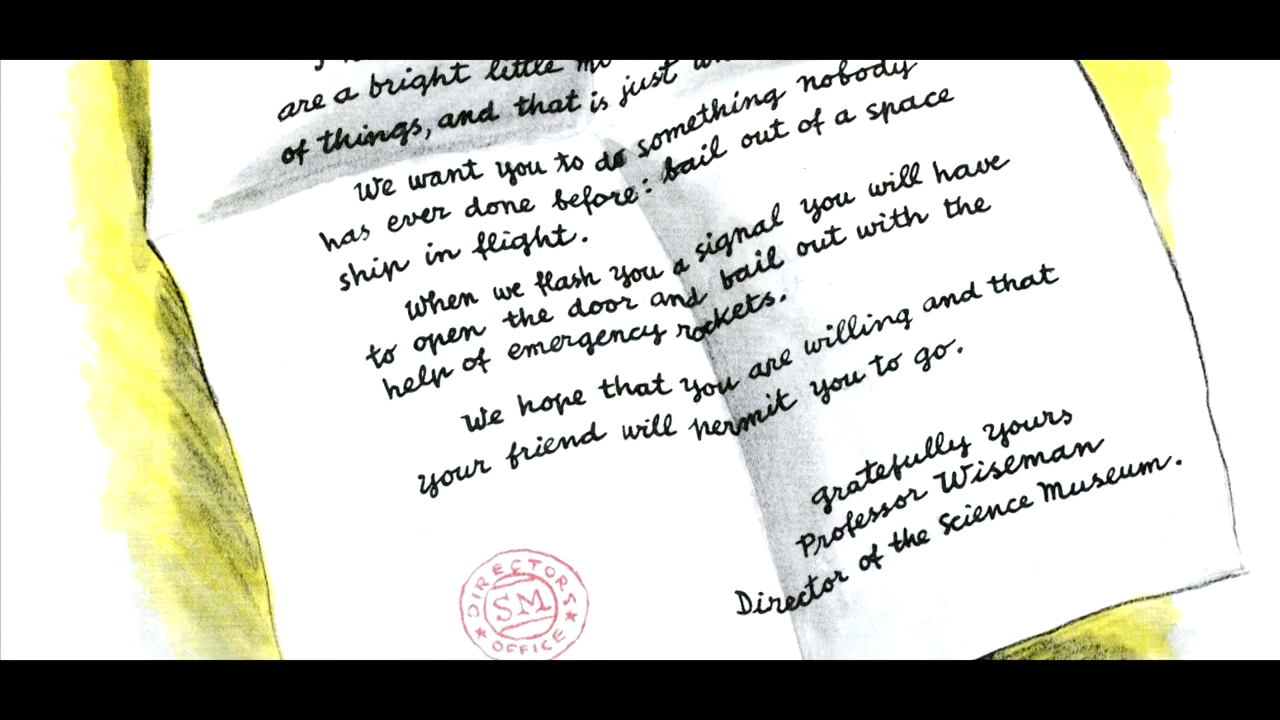 are a bright little
of things, and that is just
We want you to do something nobody
has ever done before: bail out of a space
ship in flight.
When we flash you a signal you will have
to open the door and bail out with the
help of emergency rockets.
We hope that you are willing and that
your friend will permit you to go.
gratefully yours
Professor Wiseman
Director of the Science Museum.
DIRECTORS
SM
OFFICE